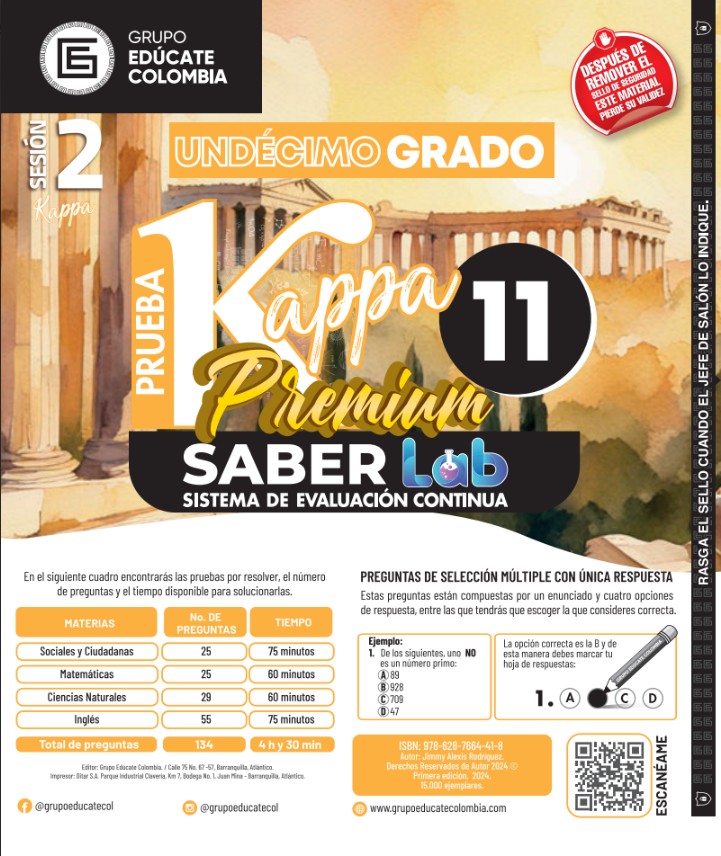 GRUPO
EDÚCATE
COLOMBIA
DESPUÉS DE
REMOVER EL
SELLO DE SEGURIDAD
ESTE MATERIAL
PIERDE SU VALIDEZ
SESIÓN 2
Kappa
UNDÉCIMO GRADO
PRUEBA
Kappa 11
Premium
SABER Lab
SISTEMA DE EVALUACIÓN CONTINUA
RASGA EL SELLO CUANDO EL JEFE DE SALÓN LO INDIQUE.
En el siguiente cuadro encontrarás las pruebas por resolver, el número
de preguntas y el tiempo disponible para solucionarlas.
MATERIAS No. DE PREGUNTAS TIEMPO
Sociales y Ciudadanas 25 75 minutos
Matemáticas 25 60 minutos
Ciencias Naturales 29 60 minutos
Inglés 55 75 minutos
Total de preguntas 134 4 h y 30 min
Editor: Grupo Edúcate Colombia. / Calle 75 No. 67-57. Barranquilla, Atlántico.
Impresor: Ditar S.A. Parque Industrial Clavería, Km 7, Bodega No. 1, Juan Mina - Barranquilla, Atlántico.
@grupoeducatecol
@grupoeducatecol
PREGUNTAS DE SELECCIÓN MÚLTIPLE CON ÚNICA RESPUESTA
Estas preguntas están compuestas por un enunciado y cuatro opciones
de respuesta, entre las que tendrás que escoger la que consideres correcta.
Ejemplo:
1. De los siguientes, uno NO
es un número primo:
A 89
B 928
C 709
D 47
La opción correcta es la B y de
esta manera debes marcar tu
hoja de respuestas:
GRUPO EDÚCATE COLOMBIA
1. A C D
ISBN: 978-628-7664-41-8
Autor: Jimmy Alexis Rodríguez.
Derechos Reservados de Autor 2024 ©
Primera edición. 2024.
15.000 ejemplares.
www.grupoeducatecolombia.com
ESCANÉAME